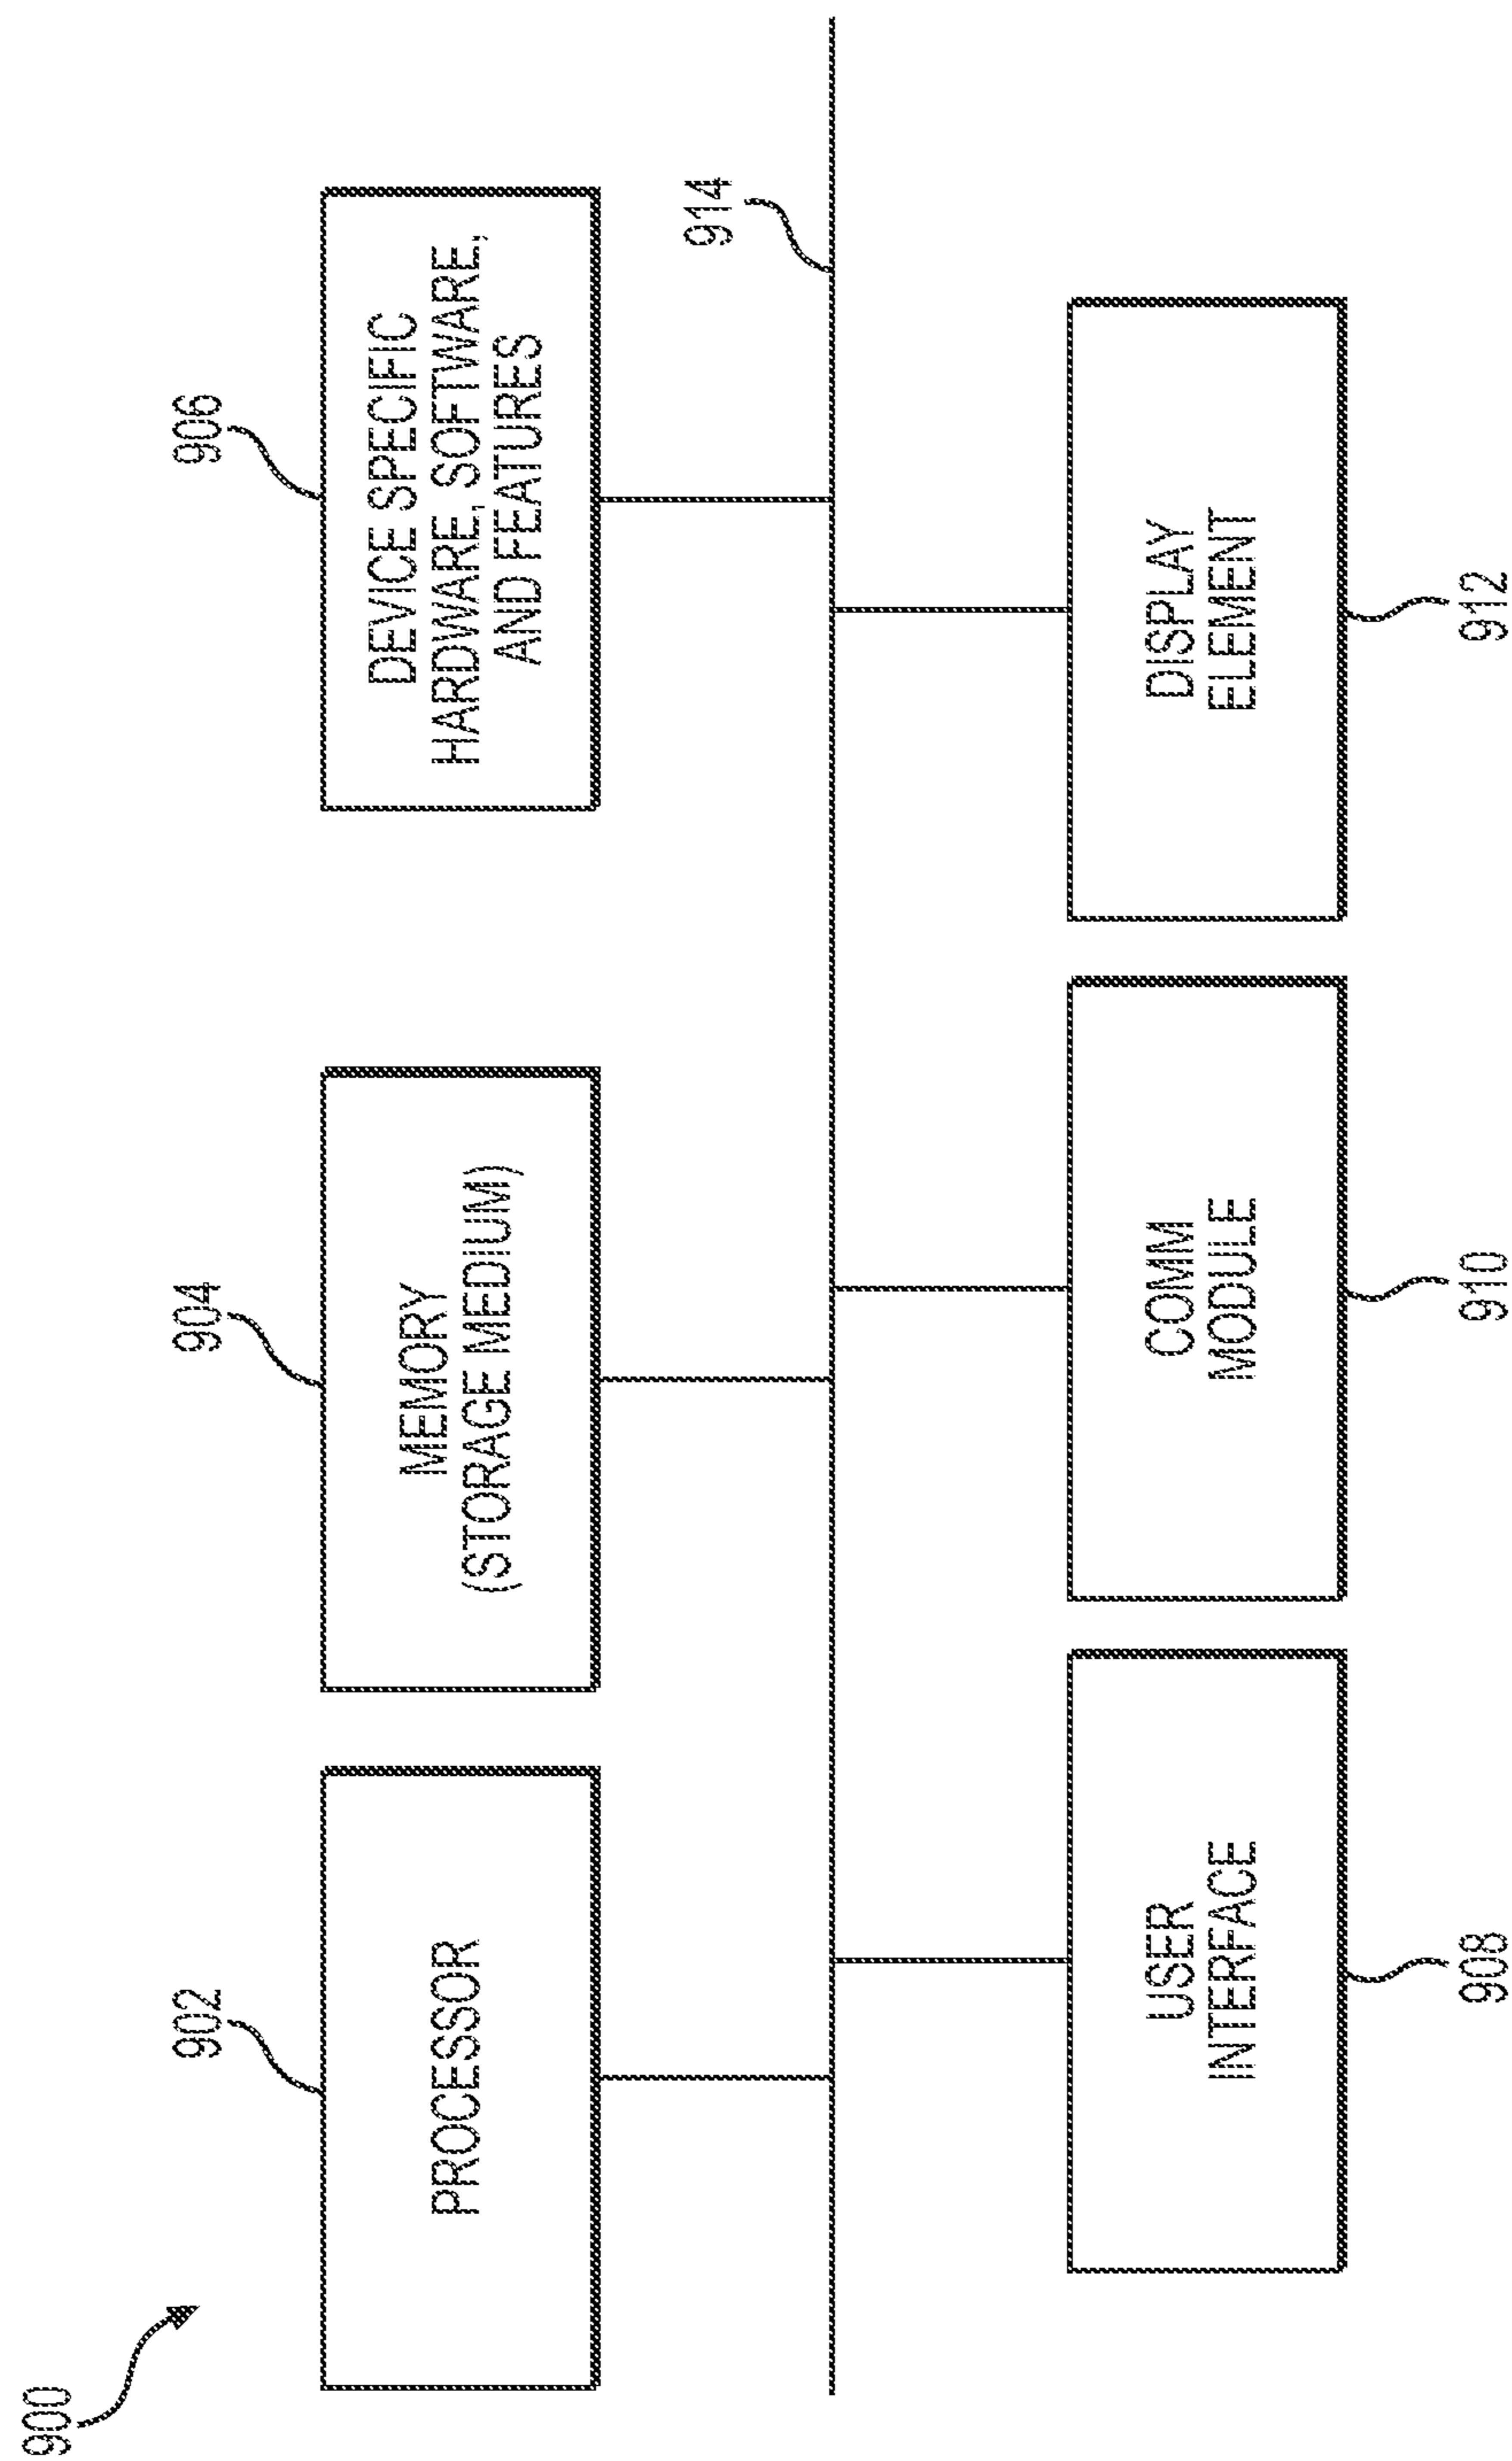 900
902
904
906
PROCESSOR
MEMORY
(STORAGE MEDIUM)
DEVICE SPECIFIC
HARDWARE, SOFTWARE,
AND FEATURES
914
USER
INTERFACE
COMM
MODULE
DISPLAY
ELEMENT
908
910
912